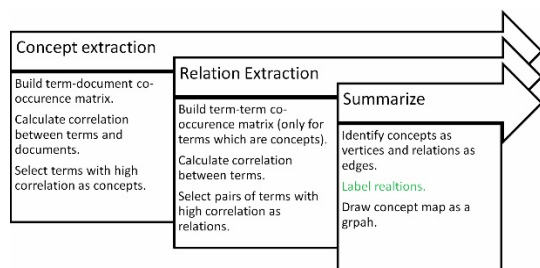 Concept extraction
Build term-document co-
occurence matrix.
Calculate correlation
between terms and
documents.
Select terms with high
correlation as concepts.
Relation Extraction
Build term-term co-
occurence matrix (only for
terms which are concepts).
Calculate correlation
between terms.
Select pairs of terms with
high correlation as
relations.
Summarize
Identify concepts as
vertices and relations as
edges.
Label realtions.
Draw concept map as a
grpah.